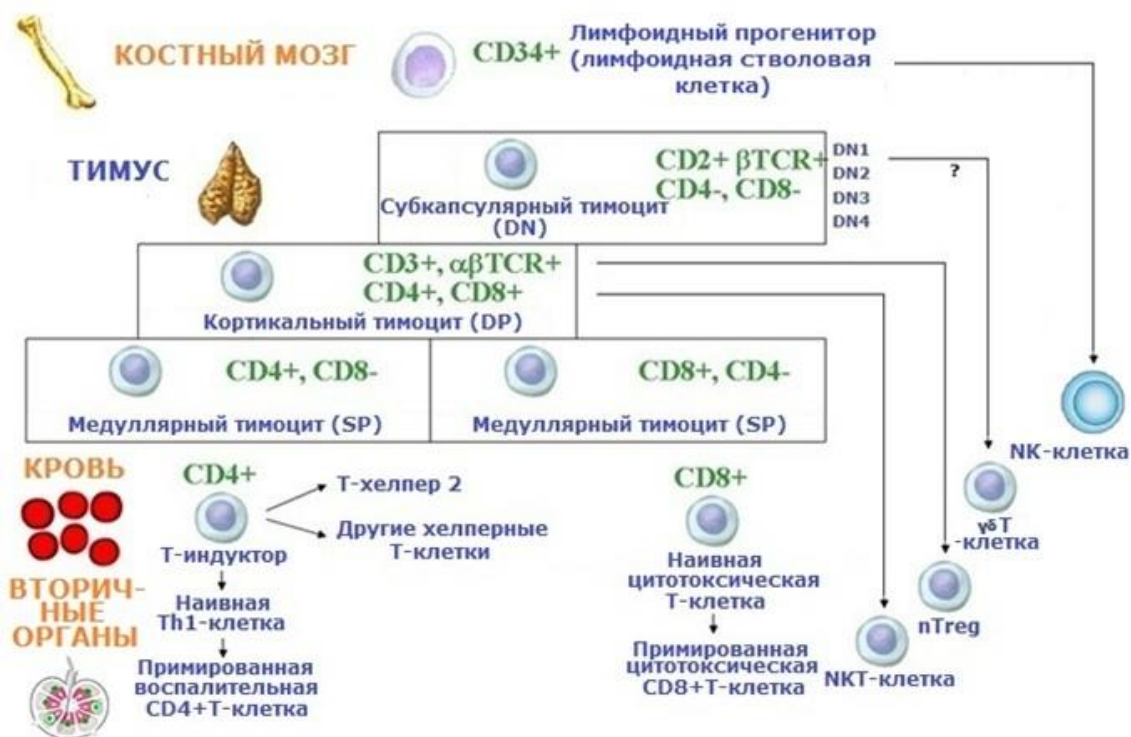 КОСТНЫЙ МОЗГ
CD34+
Лимфоидный прогенитор
(лимфоидная стволовая
клетка)
ТИМУС
CD2+ βTCR+
CD4-, CD8-
Субкапсулярный тимоцит
(DN)
DN1
DN2
DN3
DN4
?
CD3+, αβTCR+
CD4+, CD8+
Кортикальный тимоцит (DP)
CD4+, CD8-
Медуллярный тимоцит (SP)
CD8+, CD4-
Медуллярный тимоцит (SP)
NK-клетка
КРОВЬ
CD4+
Т-хелпер 2
Другие хелперные
Т-клетки
Т-индуктор
CD8+
γδT
-клетка
ВТОРИЧ-
НЫЕ
ОРГАНЫ
Наивная
Th1-клетка
Примированная
воспалительная
CD4+Т-клетка
Наивная
цитотоксическая
Т-клетка
Примированная
цитотоксическая
CD8+Т-клетка
nTreg
NKT-клетка